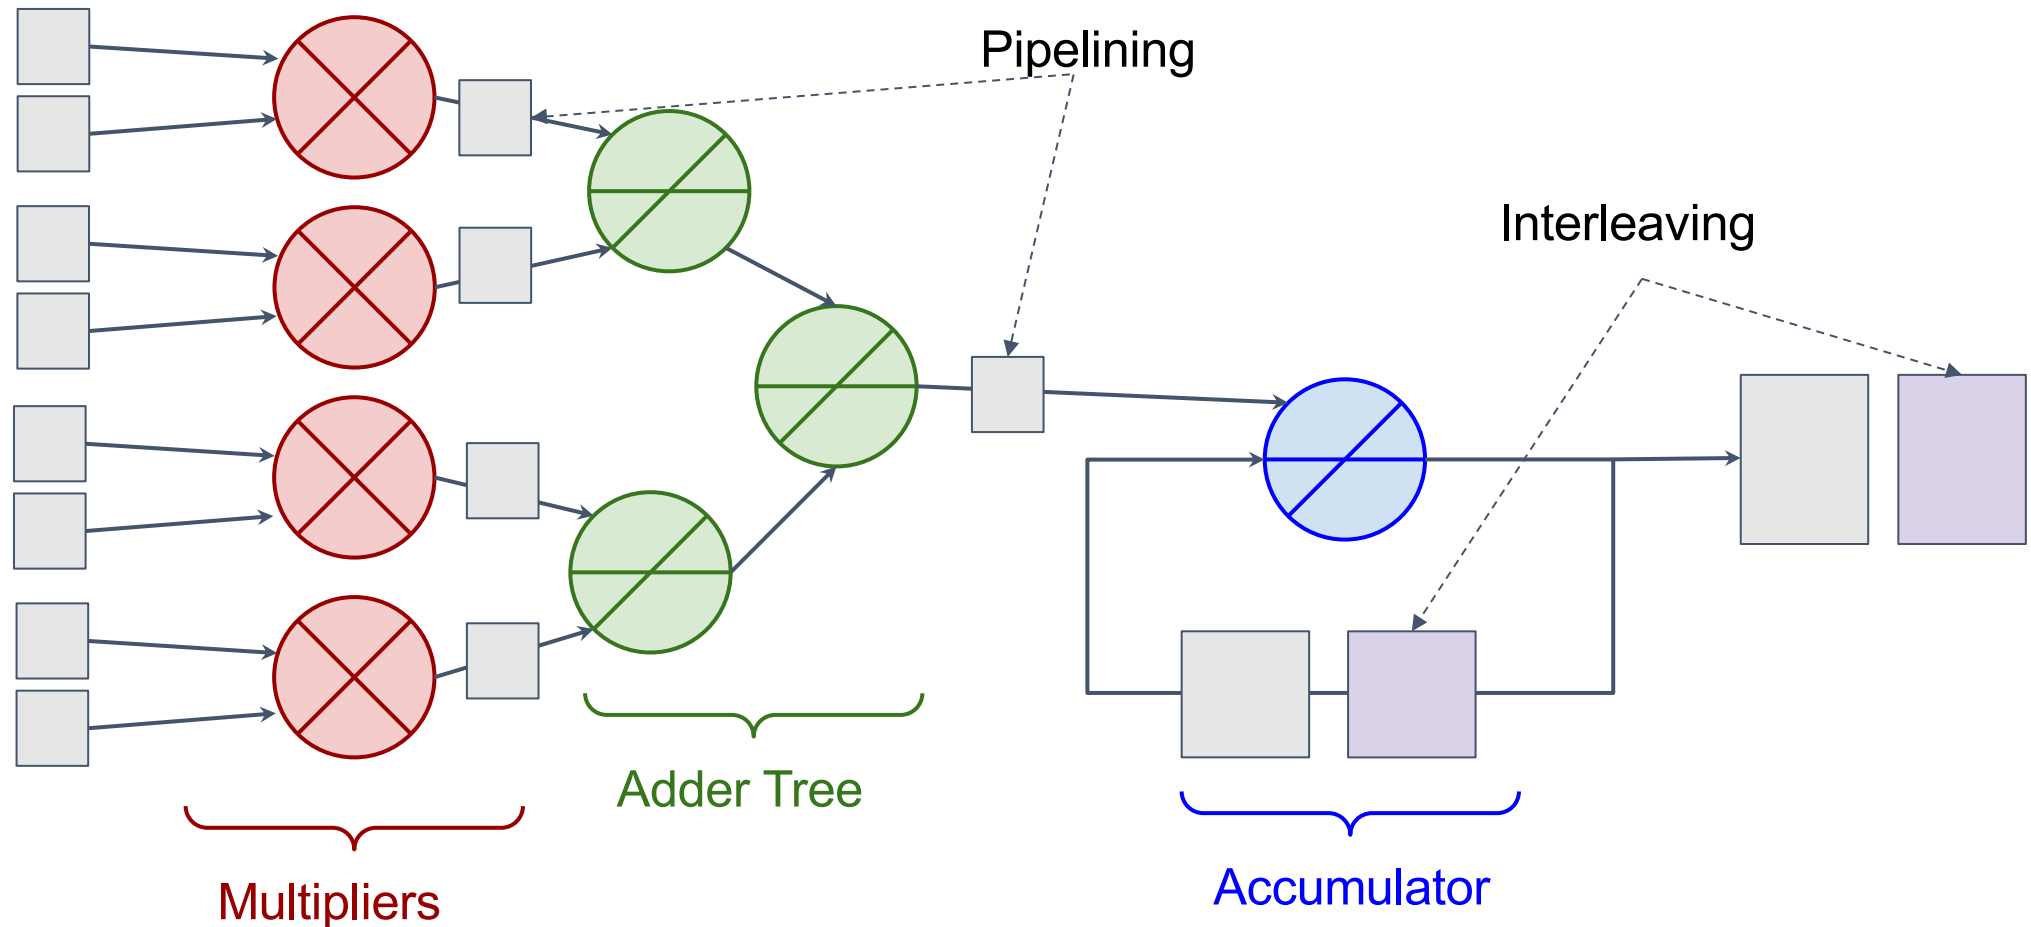 Pipelining
Interleaving
Adder Tree
Multipliers
Accumulator